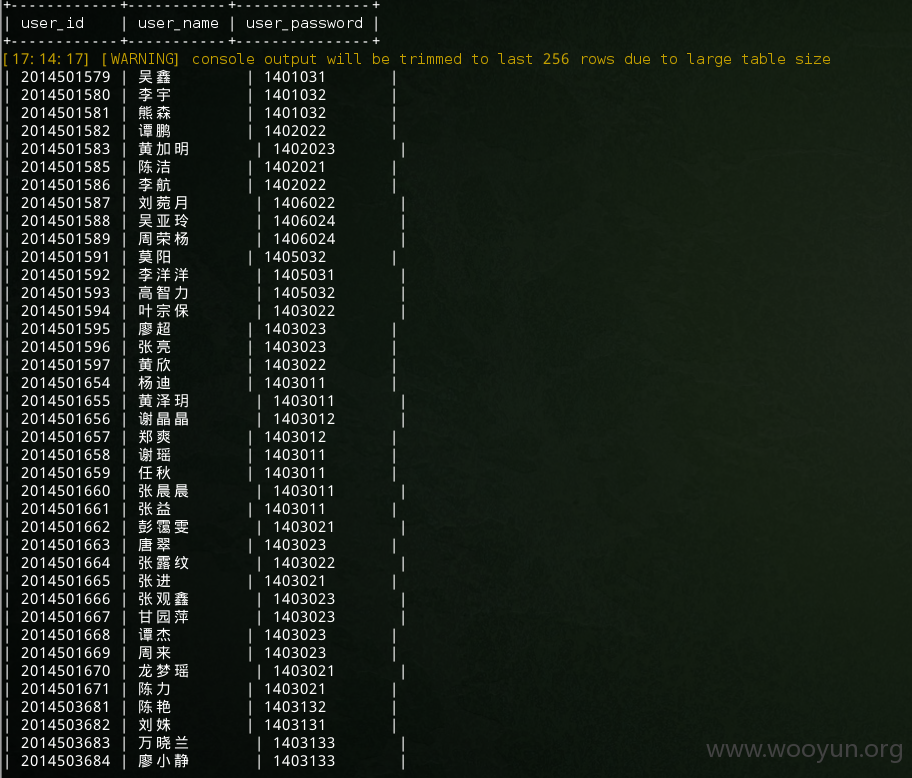 +------------+-----------+---------------+
| user_id | user_name | user_password |
+------------+-----------+---------------+
[17:14:17] [WARNING] console output will be trimmed to last 256 rows due to large table size
| 2014501579 | 吴鑫 | 1401031 |
| 2014501580 | 李宇 | 1401032 |
| 2014501581 | 熊森 | 1401032 |
| 2014501582 | 谭鹏 | 1402022 |
| 2014501583 | 黄加明 | 1402023 |
| 2014501585 | 陈洁 | 1402021 |
| 2014501586 | 李航 | 1402022 |
| 2014501587 | 刘菀月 | 1406022 |
| 2014501588 | 吴亚玲 | 1406024 |
| 2014501589 | 周荣杨 | 1406024 |
| 2014501591 | 莫阳 | 1405032 |
| 2014501592 | 李洋洋 | 1405031 |
| 2014501593 | 高智力 | 1405032 |
| 2014501594 | 叶宗保 | 1403022 |
| 2014501595 | 廖超 | 1403023 |
| 2014501596 | 张亮 | 1403023 |
| 2014501597 | 黄欣 | 1403022 |
| 2014501654 | 杨迪 | 1403011 |
| 2014501655 | 黄泽玥 | 1403011 |
| 2014501656 | 谢晶晶 | 1403012 |
| 2014501657 | 郑爽 | 1403012 |
| 2014501658 | 谢瑶 | 1403011 |
| 2014501659 | 任秋 | 1403011 |
| 2014501660 | 张晨晨 | 1403011 |
| 2014501661 | 张益 | 1403011 |
| 2014501662 | 彭霭雯 | 1403021 |
| 2014501663 | 唐翠 | 1403023 |
| 2014501664 | 张露纹 | 1403022 |
| 2014501665 | 张进 | 1403021 |
| 2014501666 | 张观鑫 | 1403023 |
| 2014501667 | 甘园萍 | 1403023 |
| 2014501668 | 谭杰 | 1403023 |
| 2014501669 | 周来 | 1403023 |
| 2014501670 | 龙梦瑶 | 1403021 |
| 2014501671 | 陈力 | 1403021 |
| 2014503681 | 陈艳 | 1403132 |
| 2014503682 | 刘姝 | 1403131 |
| 2014503683 | 万晓兰 | 1403133 |
| 2014503684 | 廖小静 | 1403133 |
www.wooyun.org